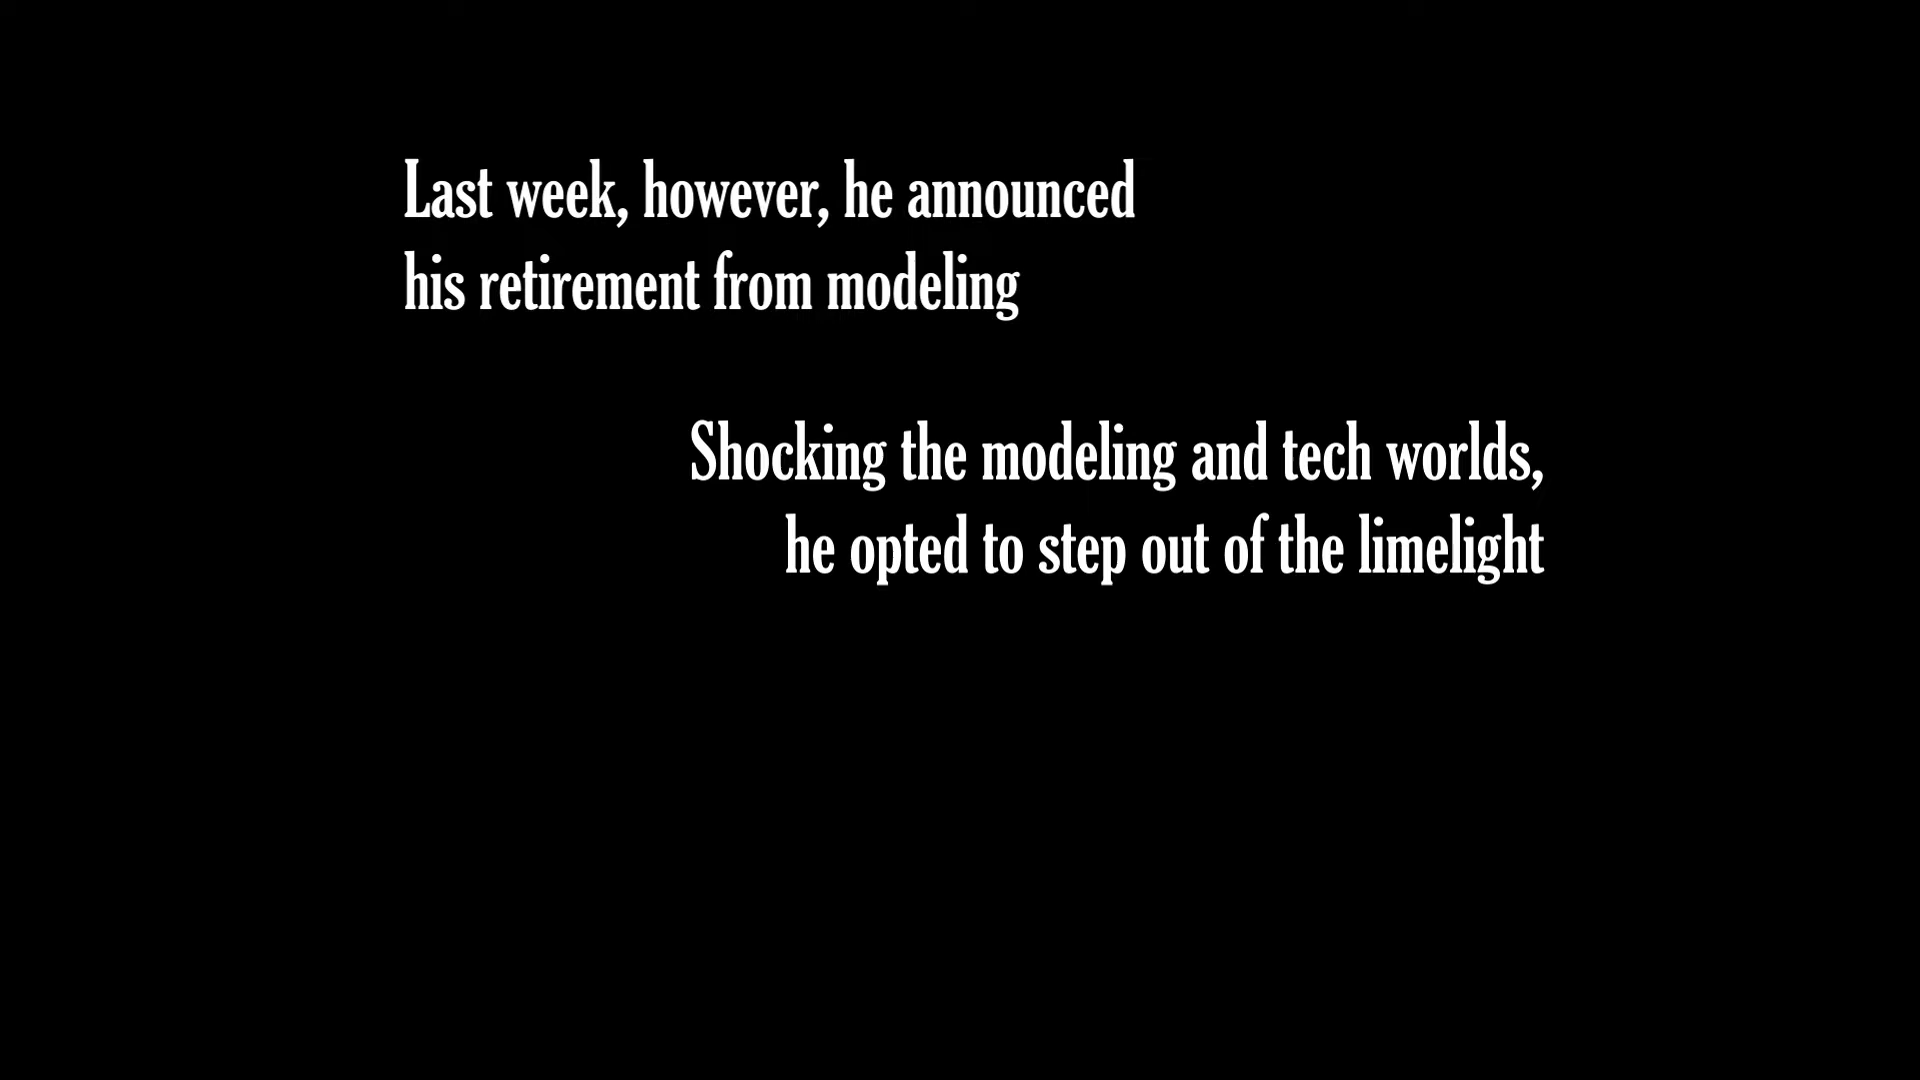 Last week, however, he announced
his retirement from modeling
Shocking the modeling and tech worlds,
he opted to step out of the limelight